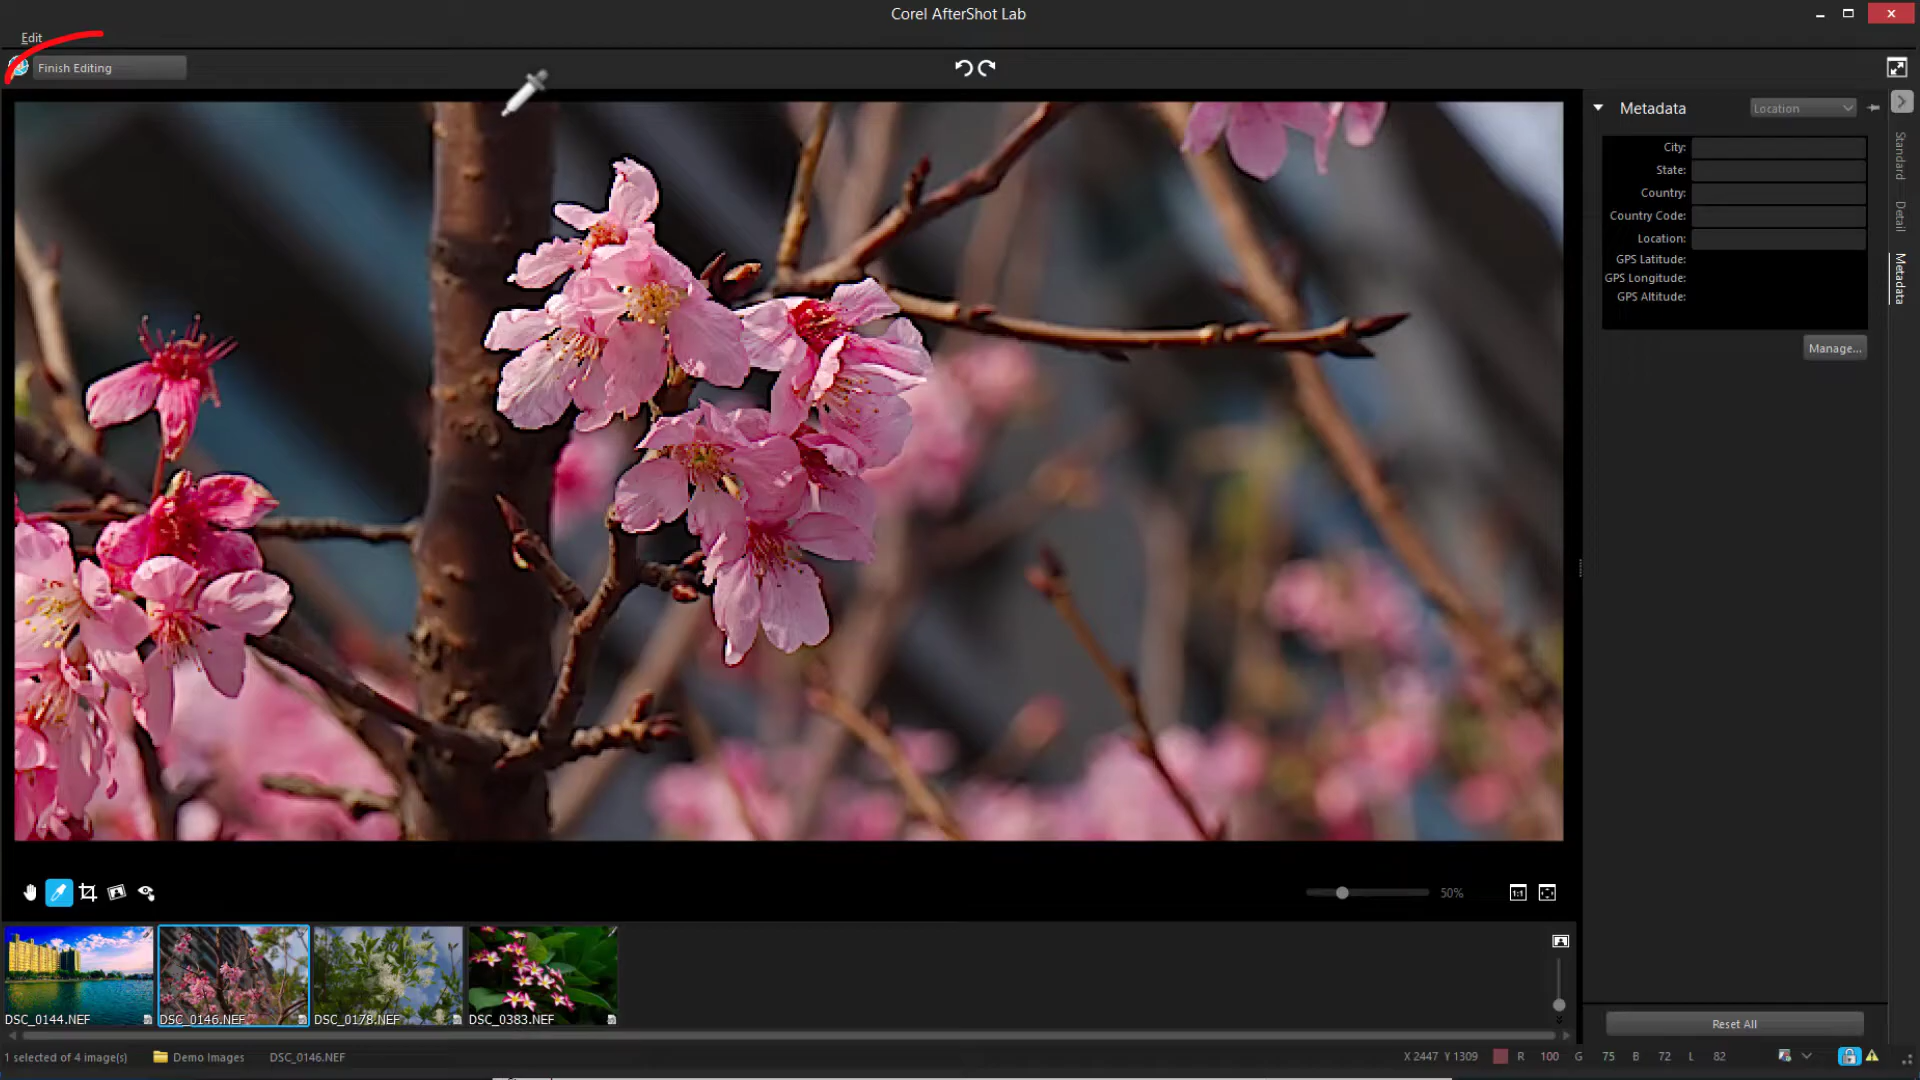 Corel AfterShot Lab
Edit
Finish Editing
Metadata
Location
City:
State:
Country:
Country Code:
Location:
GPS Latitude:
GPS Longitude:
GPS Altitude:
Manage...
Standard
Detail
Metadata
50%
1:1
DSC_0144.NEF
DSC_0146.NEF
DSC_0178.NEF
DSC_0383.NEF
Reset All
1 selected of 4 image(s) Demo Images DSC_0146.NEF X 2447 Y 1309 R 100 G 75 B 72 L 82